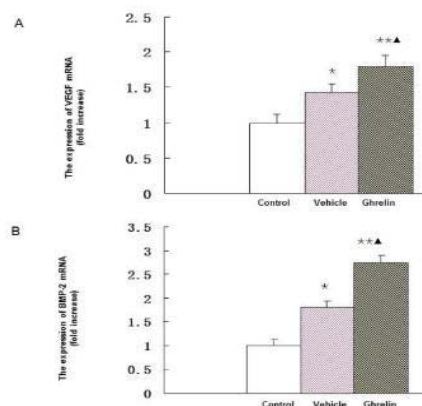 A
The expression of VEGF mRNA
(fold increase)
2.5
2
1.5
1
0.5
0
*
**▲
Control Vehicle Ghrelin
B
The expression of BMP-2 mRNA
(fold increase)
3.5
3
2.5
2
1.5
1
0.5
0
*
**▲
Control Vehicle Ghrelin